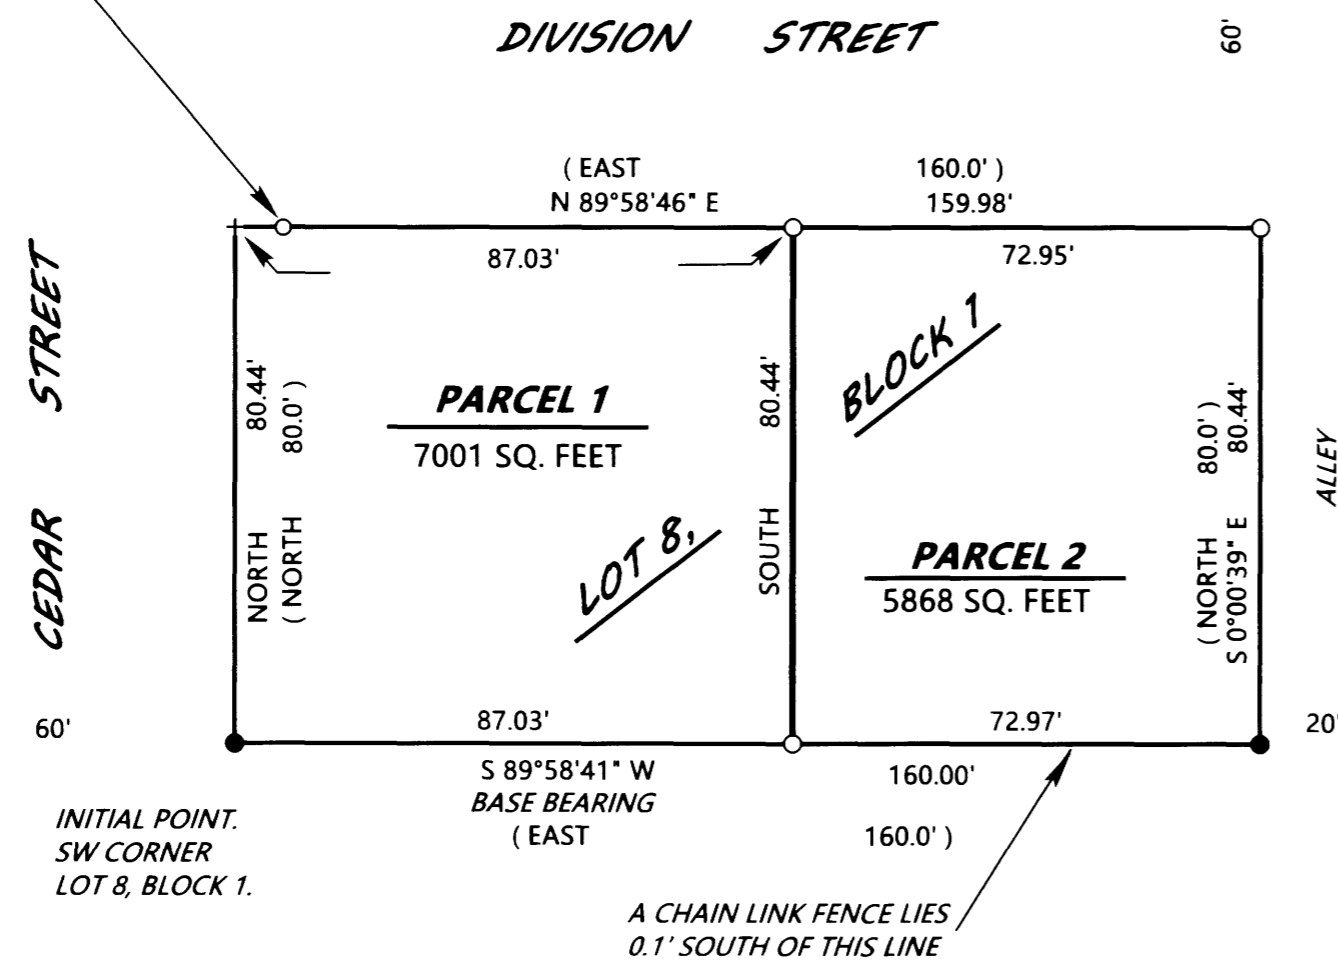 DIVISION STREET
60'
( EAST 160.0' )
N 89°58'46" E 159.98'
87.03'
72.95'
CEDAR STREET
60'
NORTH 80.44'
( NORTH 80.0' )
PARCEL 1
7001 SQ. FEET
LOT 8,
BLOCK 1
SOUTH 80.44'
PARCEL 2
5868 SQ. FEET
( NORTH 80.0' )
S 0°00'39" E 80.44'
ALLEY
20'
87.03'
72.97'
S 89°58'41" W 160.00'
BASE BEARING
( EAST 160.0' )
INITIAL POINT.
SW CORNER
LOT 8, BLOCK 1.
A CHAIN LINK FENCE LIES
0.1' SOUTH OF THIS LINE